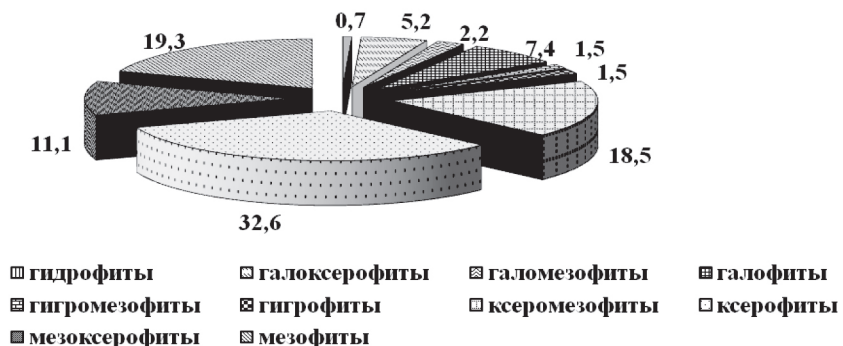 0,7 5,2
19,3 2,2
7,4 1,5
1,5
11,1 18,5
32,6
гидрофиты галоксерофиты галомезофиты галофиты
гигромезофиты гигрофиты ксеромезофиты ксерофиты
мезоксерофиты мезофиты